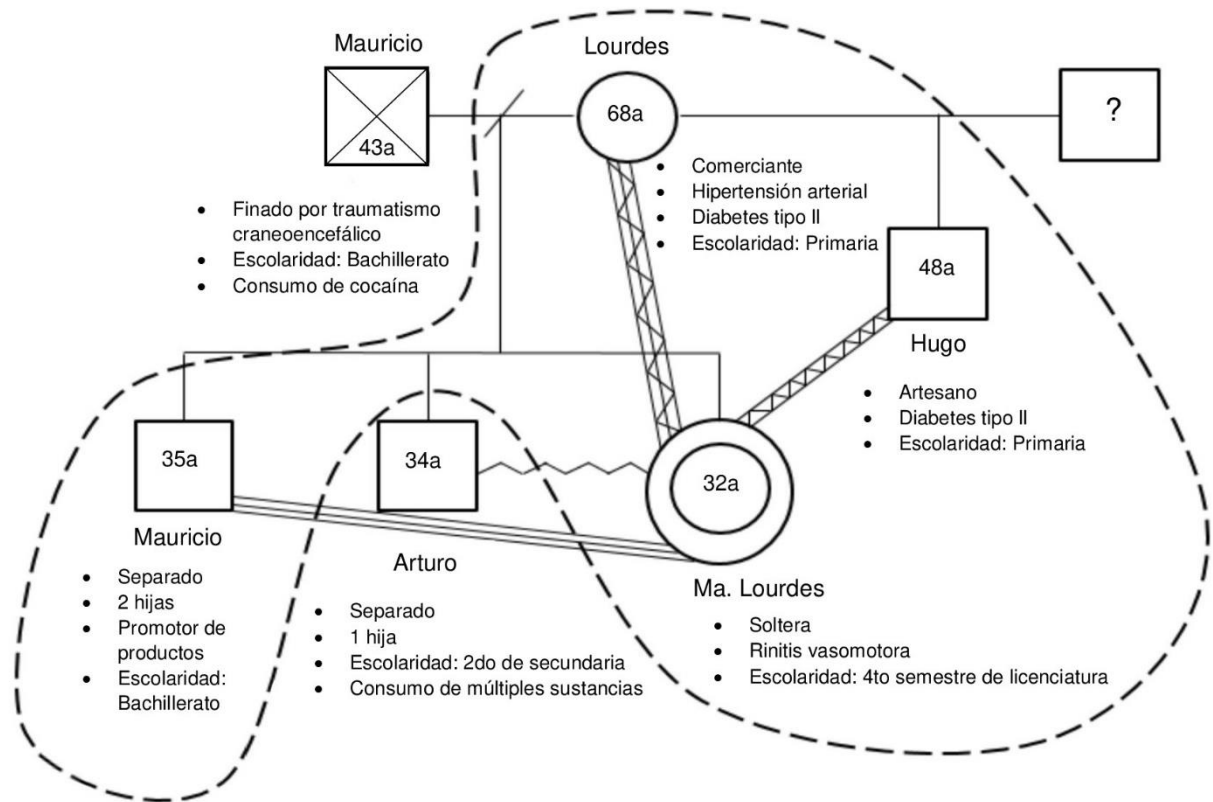 Mauricio
43a
• Finado por traumatismo
craneoencefálico
• Escolaridad: Bachillerato
• Consumo de cocaína
Lourdes
68a
• Comerciante
• Hipertensión arterial
• Diabetes tipo II
• Escolaridad: Primaria
?
48a
Hugo
• Artesano
• Diabetes tipo II
• Escolaridad: Primaria
35a
Mauricio
• Separado
• 2 hijas
• Promotor de
productos
• Escolaridad:
Bachillerato
34a
Arturo
• Separado
• 1 hija
• Escolaridad: 2do de secundaria
• Consumo de múltiples sustancias
32a
Ma. Lourdes
• Soltera
• Rinitis vasomotora
• Escolaridad: 4to semestre de licenciatura